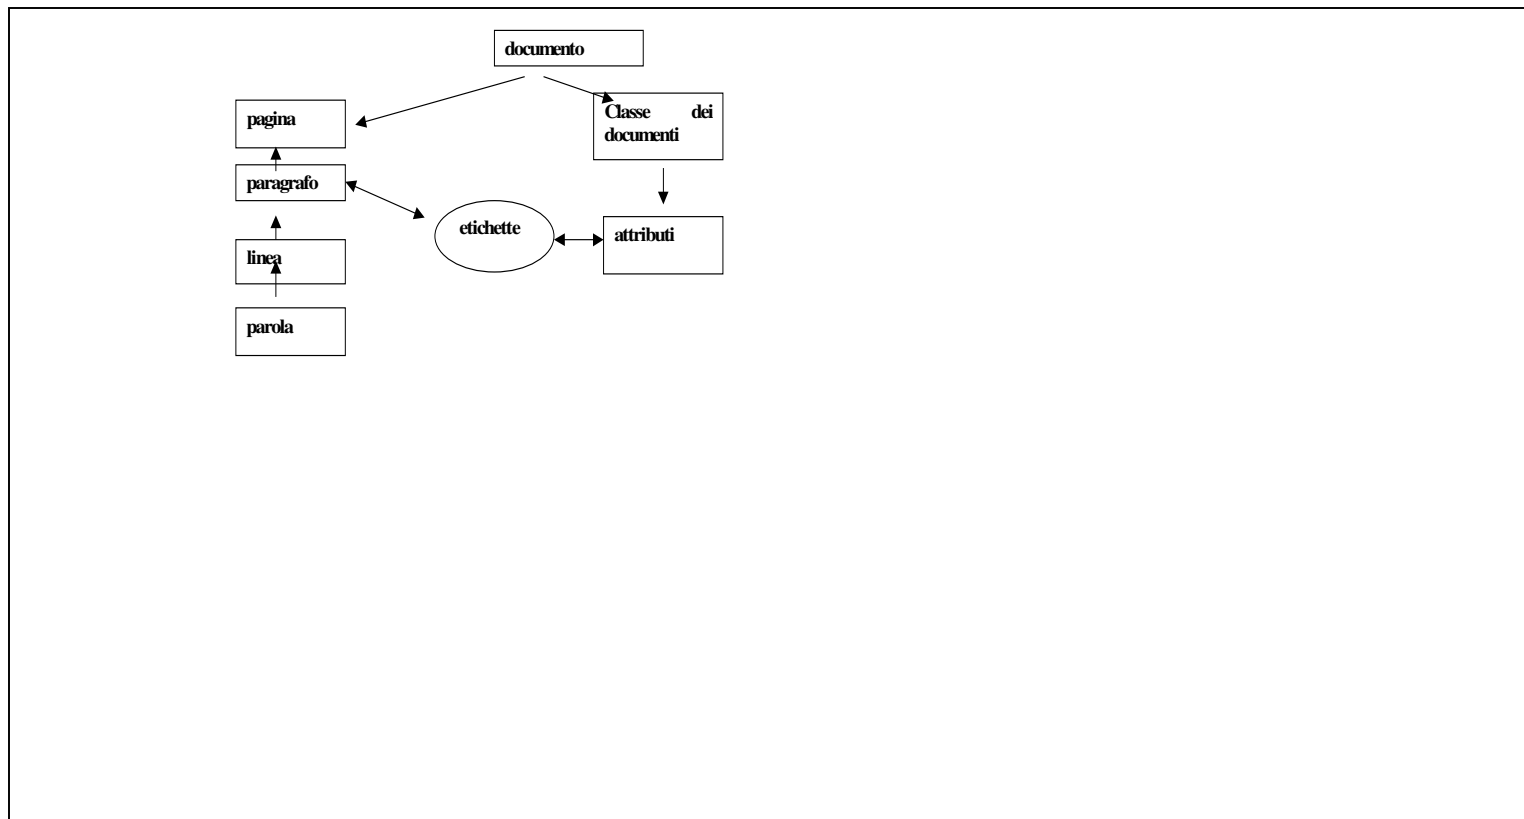 documento
pagina
Classe dei
documenti
paragrafo
etichette
attributi
linea
parola